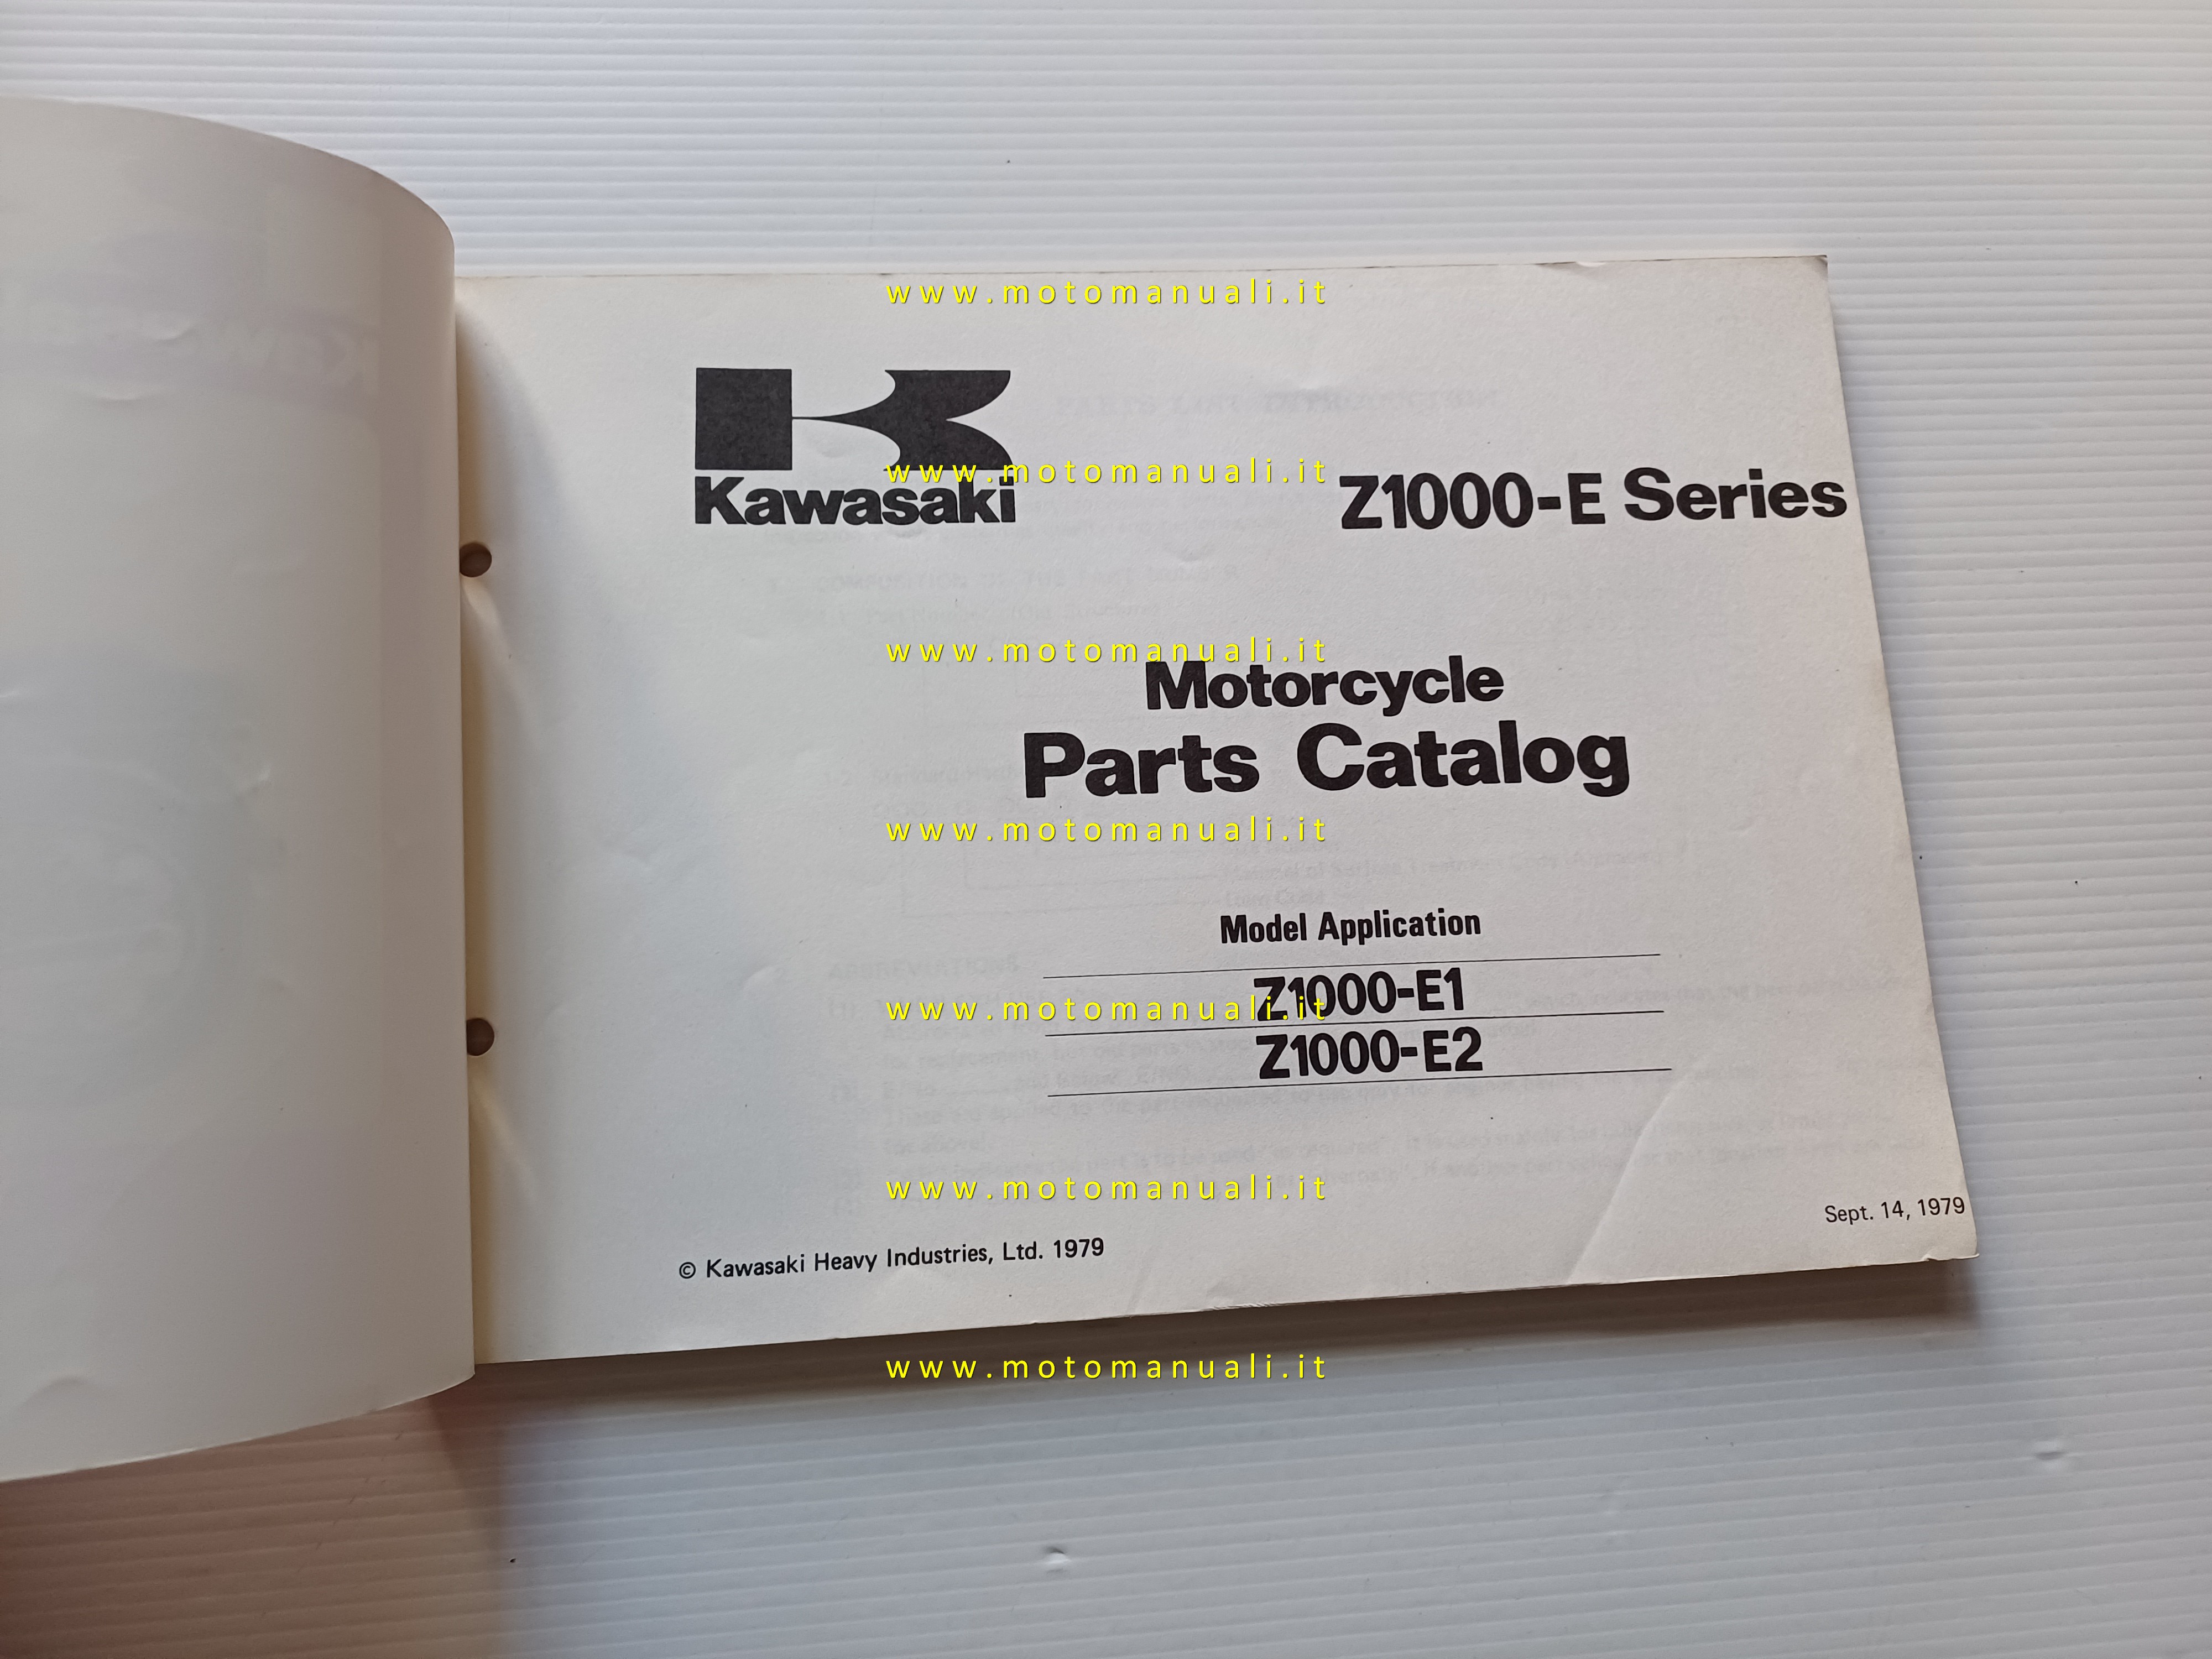 www.motomanuali.it
Kawasaki
www.motomanuali.it
Z1000-E Series
www.motomanuali.it
Motorcycle
Parts Catalog
www.motomanuali.it
Model Application
Z1000-E1
www.motomanuali.it
Z1000-E2
www.motomanuali.it
Sept. 14, 1979
© Kawasaki Heavy Industries, Ltd. 1979
www.motomanuali.it